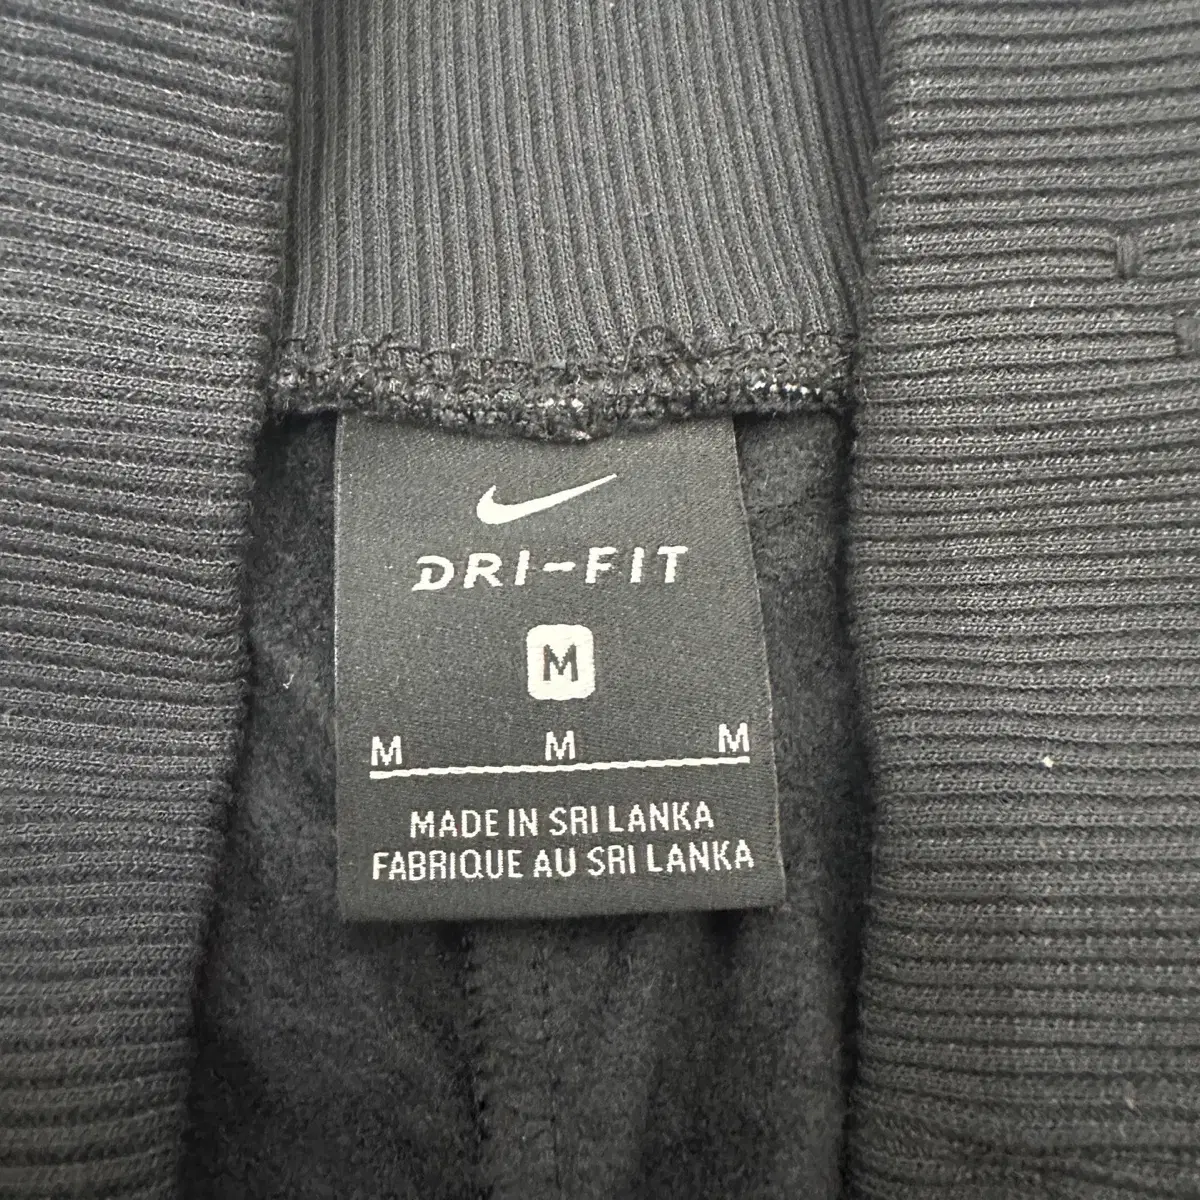 DRI-FIT
M
M M M
MADE IN SRI LANKA
FABRIQUE AU SRI LANKA